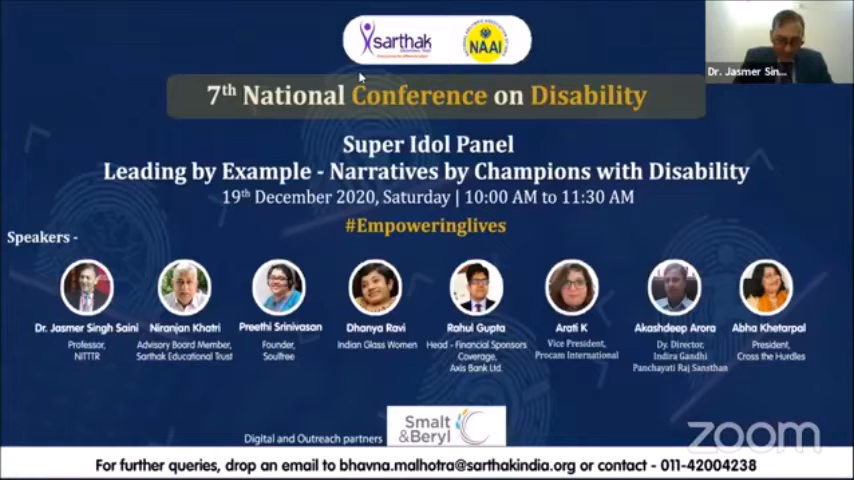 sarthak
NAAI
Dr. Jasmer Sin...
7th National Conference on Disability
Super Idol Panel
Leading by Example - Narratives by Champions with Disability
19th December 2020, Saturday | 10:00 AM to 11:30 AM
#Empoweringlives
Speakers -
Dr. Jasmer Singh Saini
Professor,
NITTTR
Niranjan Khatri
Advisory Board Member,
Sarthak Educational Trust
Preethi Srinivasan
Founder,
Soulfree
Dhanya Ravi
Indian Glass Women
Rahul Gupta
Head - Financial Sponsors
Coverage,
Axis Bank Ltd.
Arati K
Vice President,
Procam International
Akashdeep Arora
Dy. Director,
Indira Gandhi
Panchayati Raj Sansthan
Abha Khetarpal
President,
Cross the Hurdles
Digital and Outreach partners
Smalt
&Beryl
zoom
For further queries, drop an email to bhavna.malhotra@sarthakindia.org or contact - 011-42004238